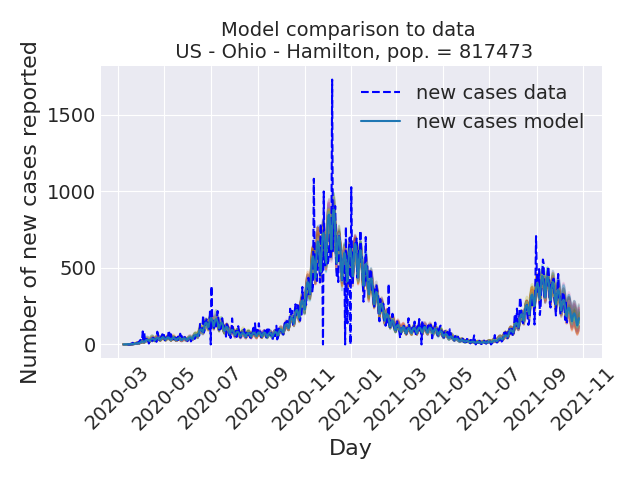 Model comparison to data
US - Ohio - Hamilton, pop. = 817473
Number of new cases reported
1500
1000
500
0
new cases data
new cases model
2020-03
2020-05
2020-07
2020-09
2020-11
2021-01
2021-03
2021-05
2021-07
2021-09
2021-11
Day